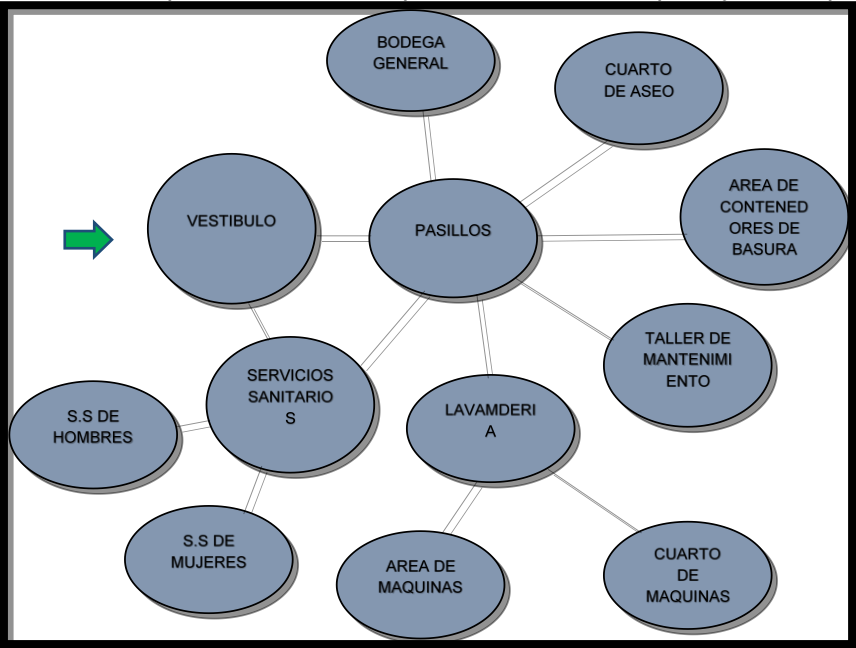 BODEGA
GENERAL
CUARTO
DE ASEO
VESTIBULO
PASILLOS
AREA DE
CONTENED
ORES DE
BASURA
TALLER DE
MANTENIMI
ENTO
SERVICIOS
SANITARIO
S
LAVAMDERI
A
S.S DE
HOMBRES
S.S DE
MUJERES
AREA DE
MAQUINAS
CUARTO
DE
MAQUINAS